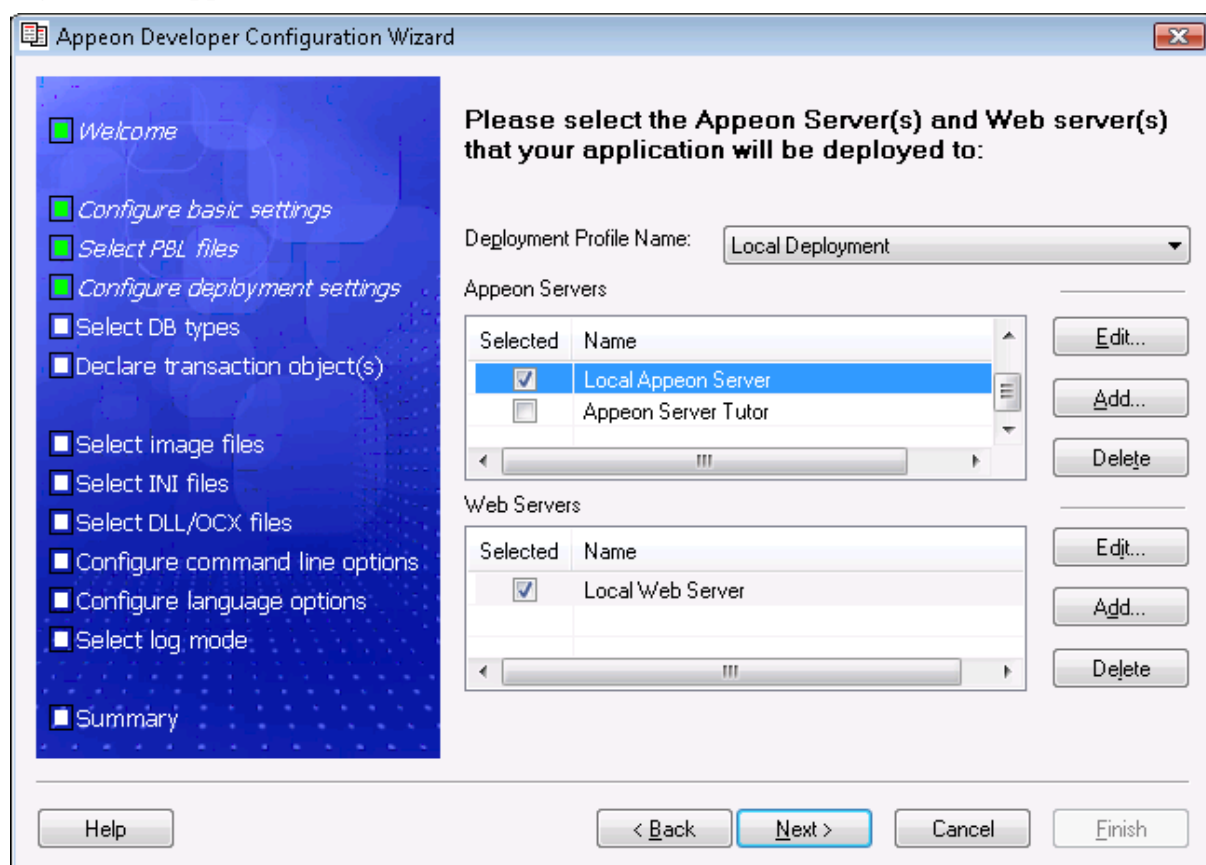 Appeon Developer Configuration Wizard
Welcome
Configure basic settings
Select PBL files
Configure deployment settings
Select DB types
Declare transaction object(s)
Select image files
Select INI files
Select DLL/OCX files
Configure command line options
Configure language options
Select log mode
Summary
Please select the Appeon Server(s) and Web server(s)
that your application will be deployed to:
Deployment Profile Name: Local Deployment
Appeon Servers
Selected Name
Local Appeon Server
Appeon Server Tutor
Edit...
Add...
Delete
Web Servers
Selected Name
Local Web Server
Edit...
Add...
Delete
Help
< Back
Next >
Cancel
Finish